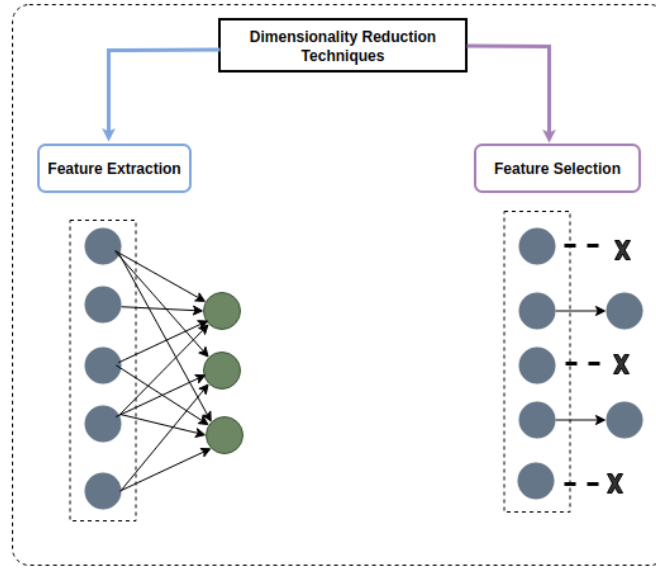 Dimensionality Reduction
Techniques
Feature Extraction
Feature Selection
X
X
X